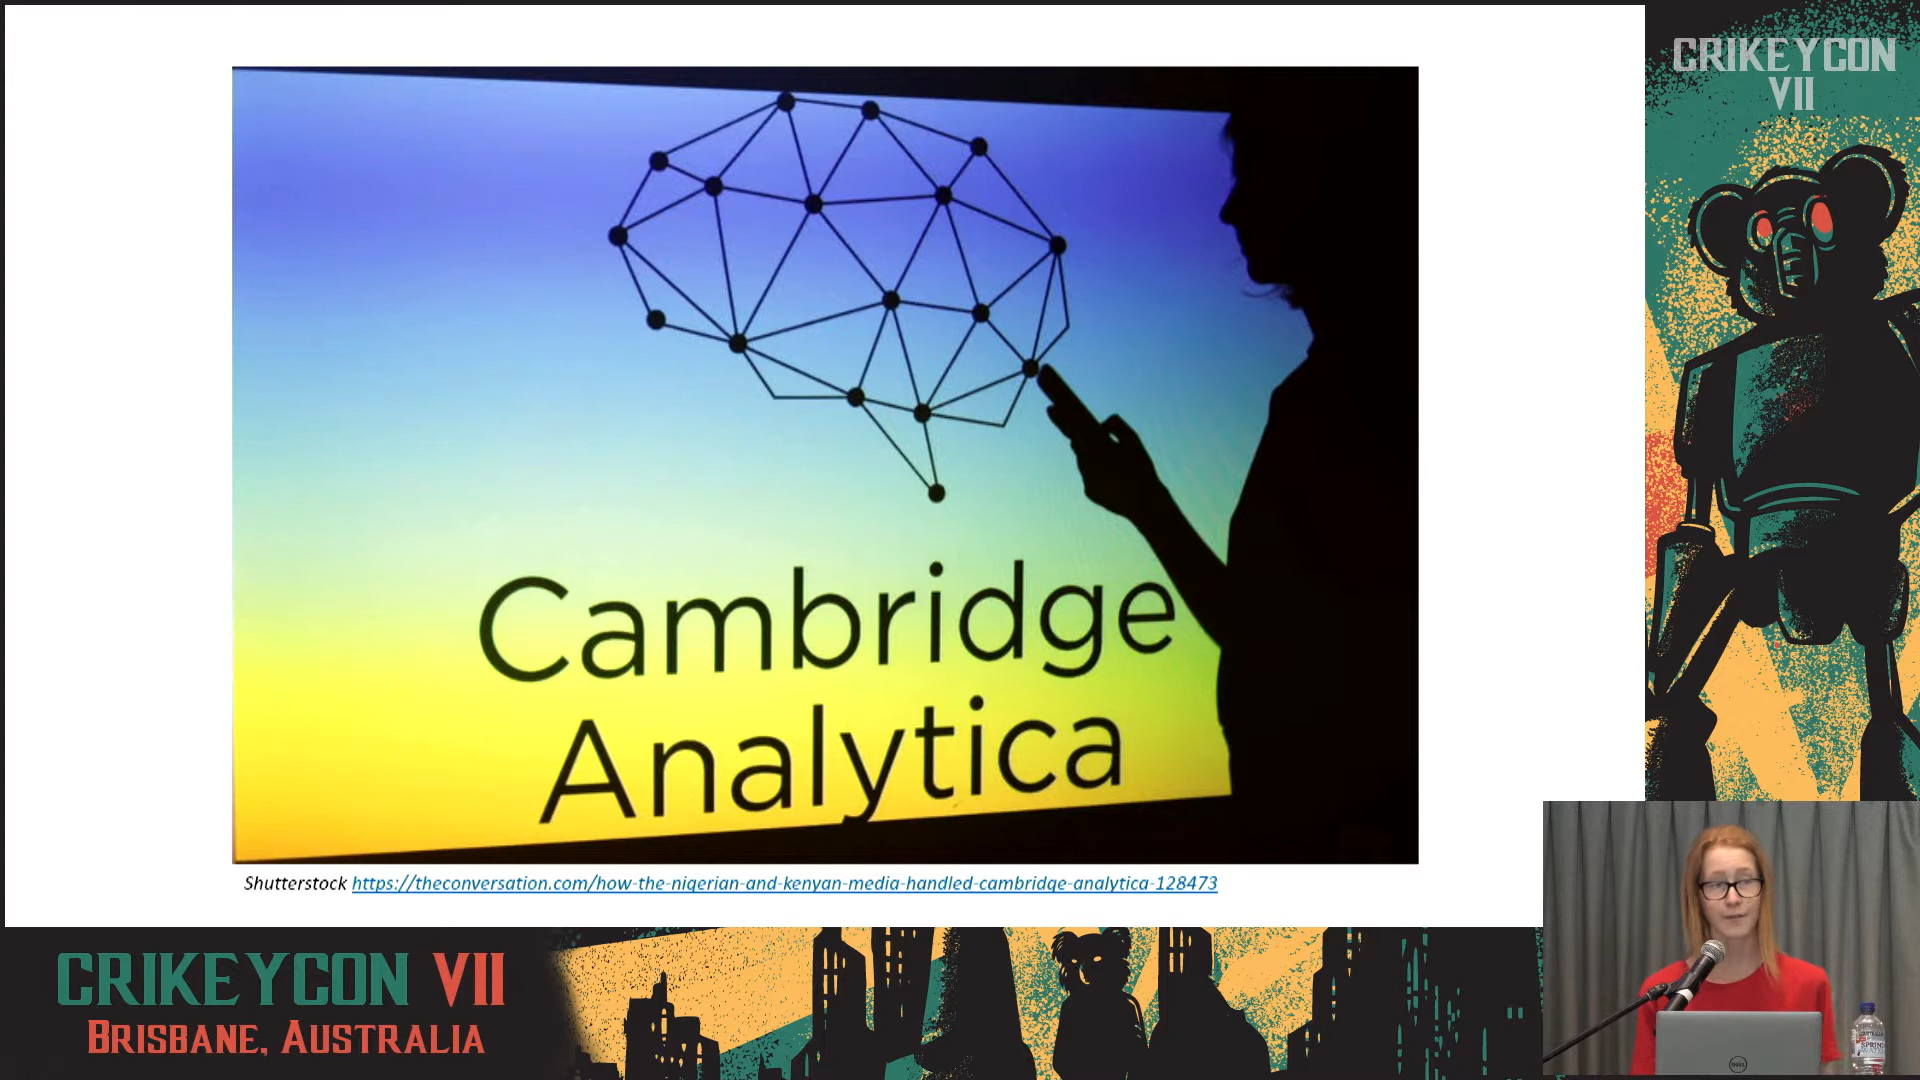 CRIKEYCON
VII
Cambridge
Analytica
Shutterstock https://theconversation.com/how-the-nigerian-and-kenyan-media-handled-cambridge-analytica-128473
CRIKEYCON VII
BRISBANE, AUSTRALIA
DELL